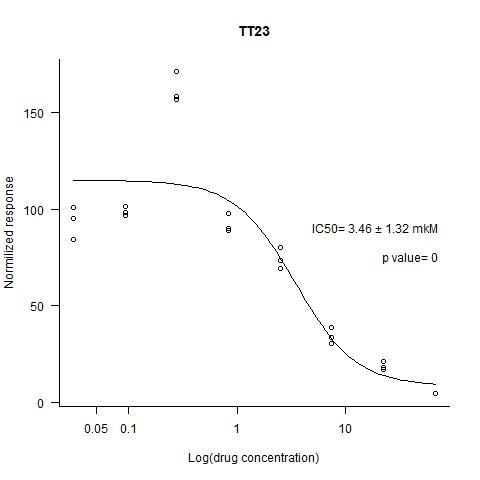 TT23
Normilized response
150
100
50
0
IC50= 3.46 ± 1.32 mkM
p value= 0
0.05 0.1 1 10
Log(drug concentration)